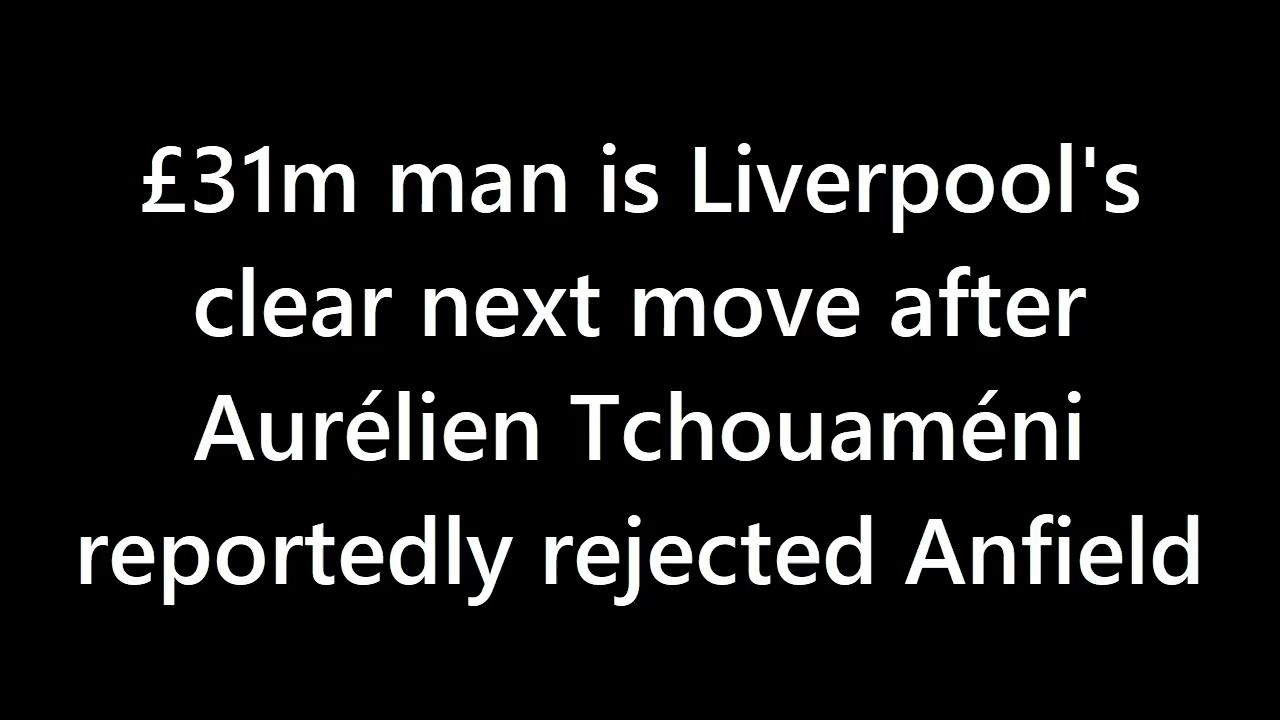 £31m man is Liverpool's
clear next move after
Aurélien Tchouaméni
reportedly rejected Anfield